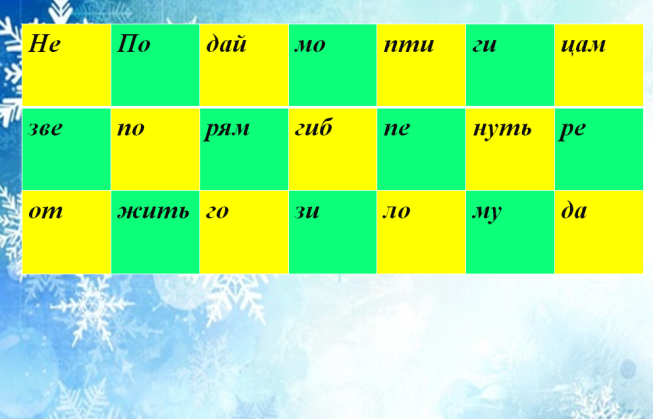 Не По дай мо пти ги цам
зве по рям гиб пе нуть ре
от жить го зи ло му да